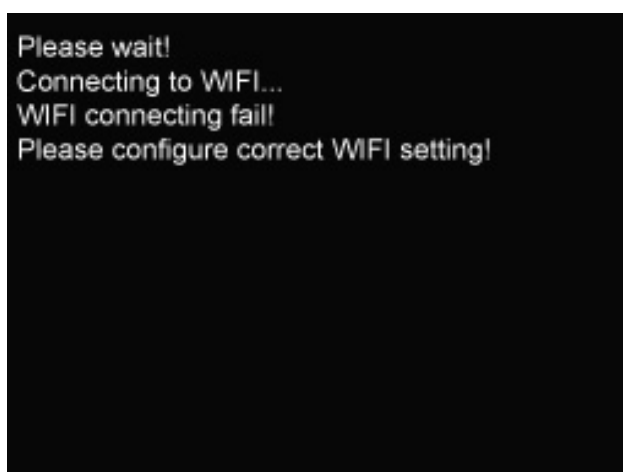 Please wait!
Connecting to WIFI...
WIFI connecting fail!
Please configure correct WIFI setting!